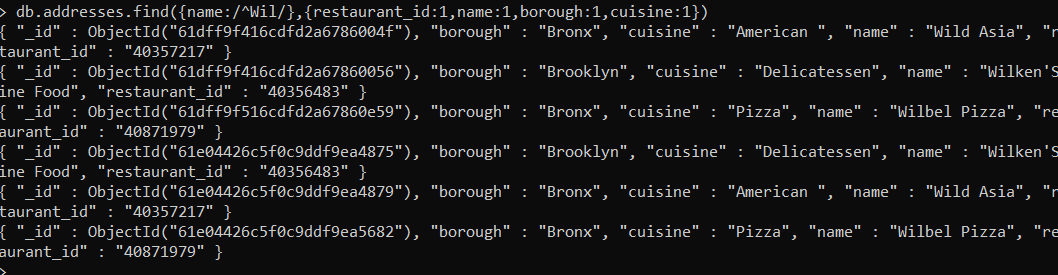 > db.addresses.find({name:/^Wil/},{restaurant_id:1,name:1,borough:1,cuisine:1})
{ "_id" : ObjectId("61dff9f416cdfd2a6786004f"), "borough" : "Bronx", "cuisine" : "American ", "name" : "Wild Asia", "r
taurant_id" : "40357217" }
{ "_id" : ObjectId("61dff9f416cdfd2a67860056"), "borough" : "Brooklyn", "cuisine" : "Delicatessen", "name" : "Wilken'S
ine Food", "restaurant_id" : "40356483" }
{ "_id" : ObjectId("61dff9f516cdfd2a67860e59"), "borough" : "Bronx", "cuisine" : "Pizza", "name" : "Wilbel Pizza", "re
aurant_id" : "40871979" }
{ "_id" : ObjectId("61e04426c5f0c9ddf9ea4875"), "borough" : "Brooklyn", "cuisine" : "Delicatessen", "name" : "Wilken'S
ine Food", "restaurant_id" : "40356483" }
{ "_id" : ObjectId("61e04426c5f0c9ddf9ea4879"), "borough" : "Bronx", "cuisine" : "American ", "name" : "Wild Asia", "r
taurant_id" : "40357217" }
{ "_id" : ObjectId("61e04426c5f0c9ddf9ea5682"), "borough" : "Bronx", "cuisine" : "Pizza", "name" : "Wilbel Pizza", "re
aurant_id" : "40871979" }
>